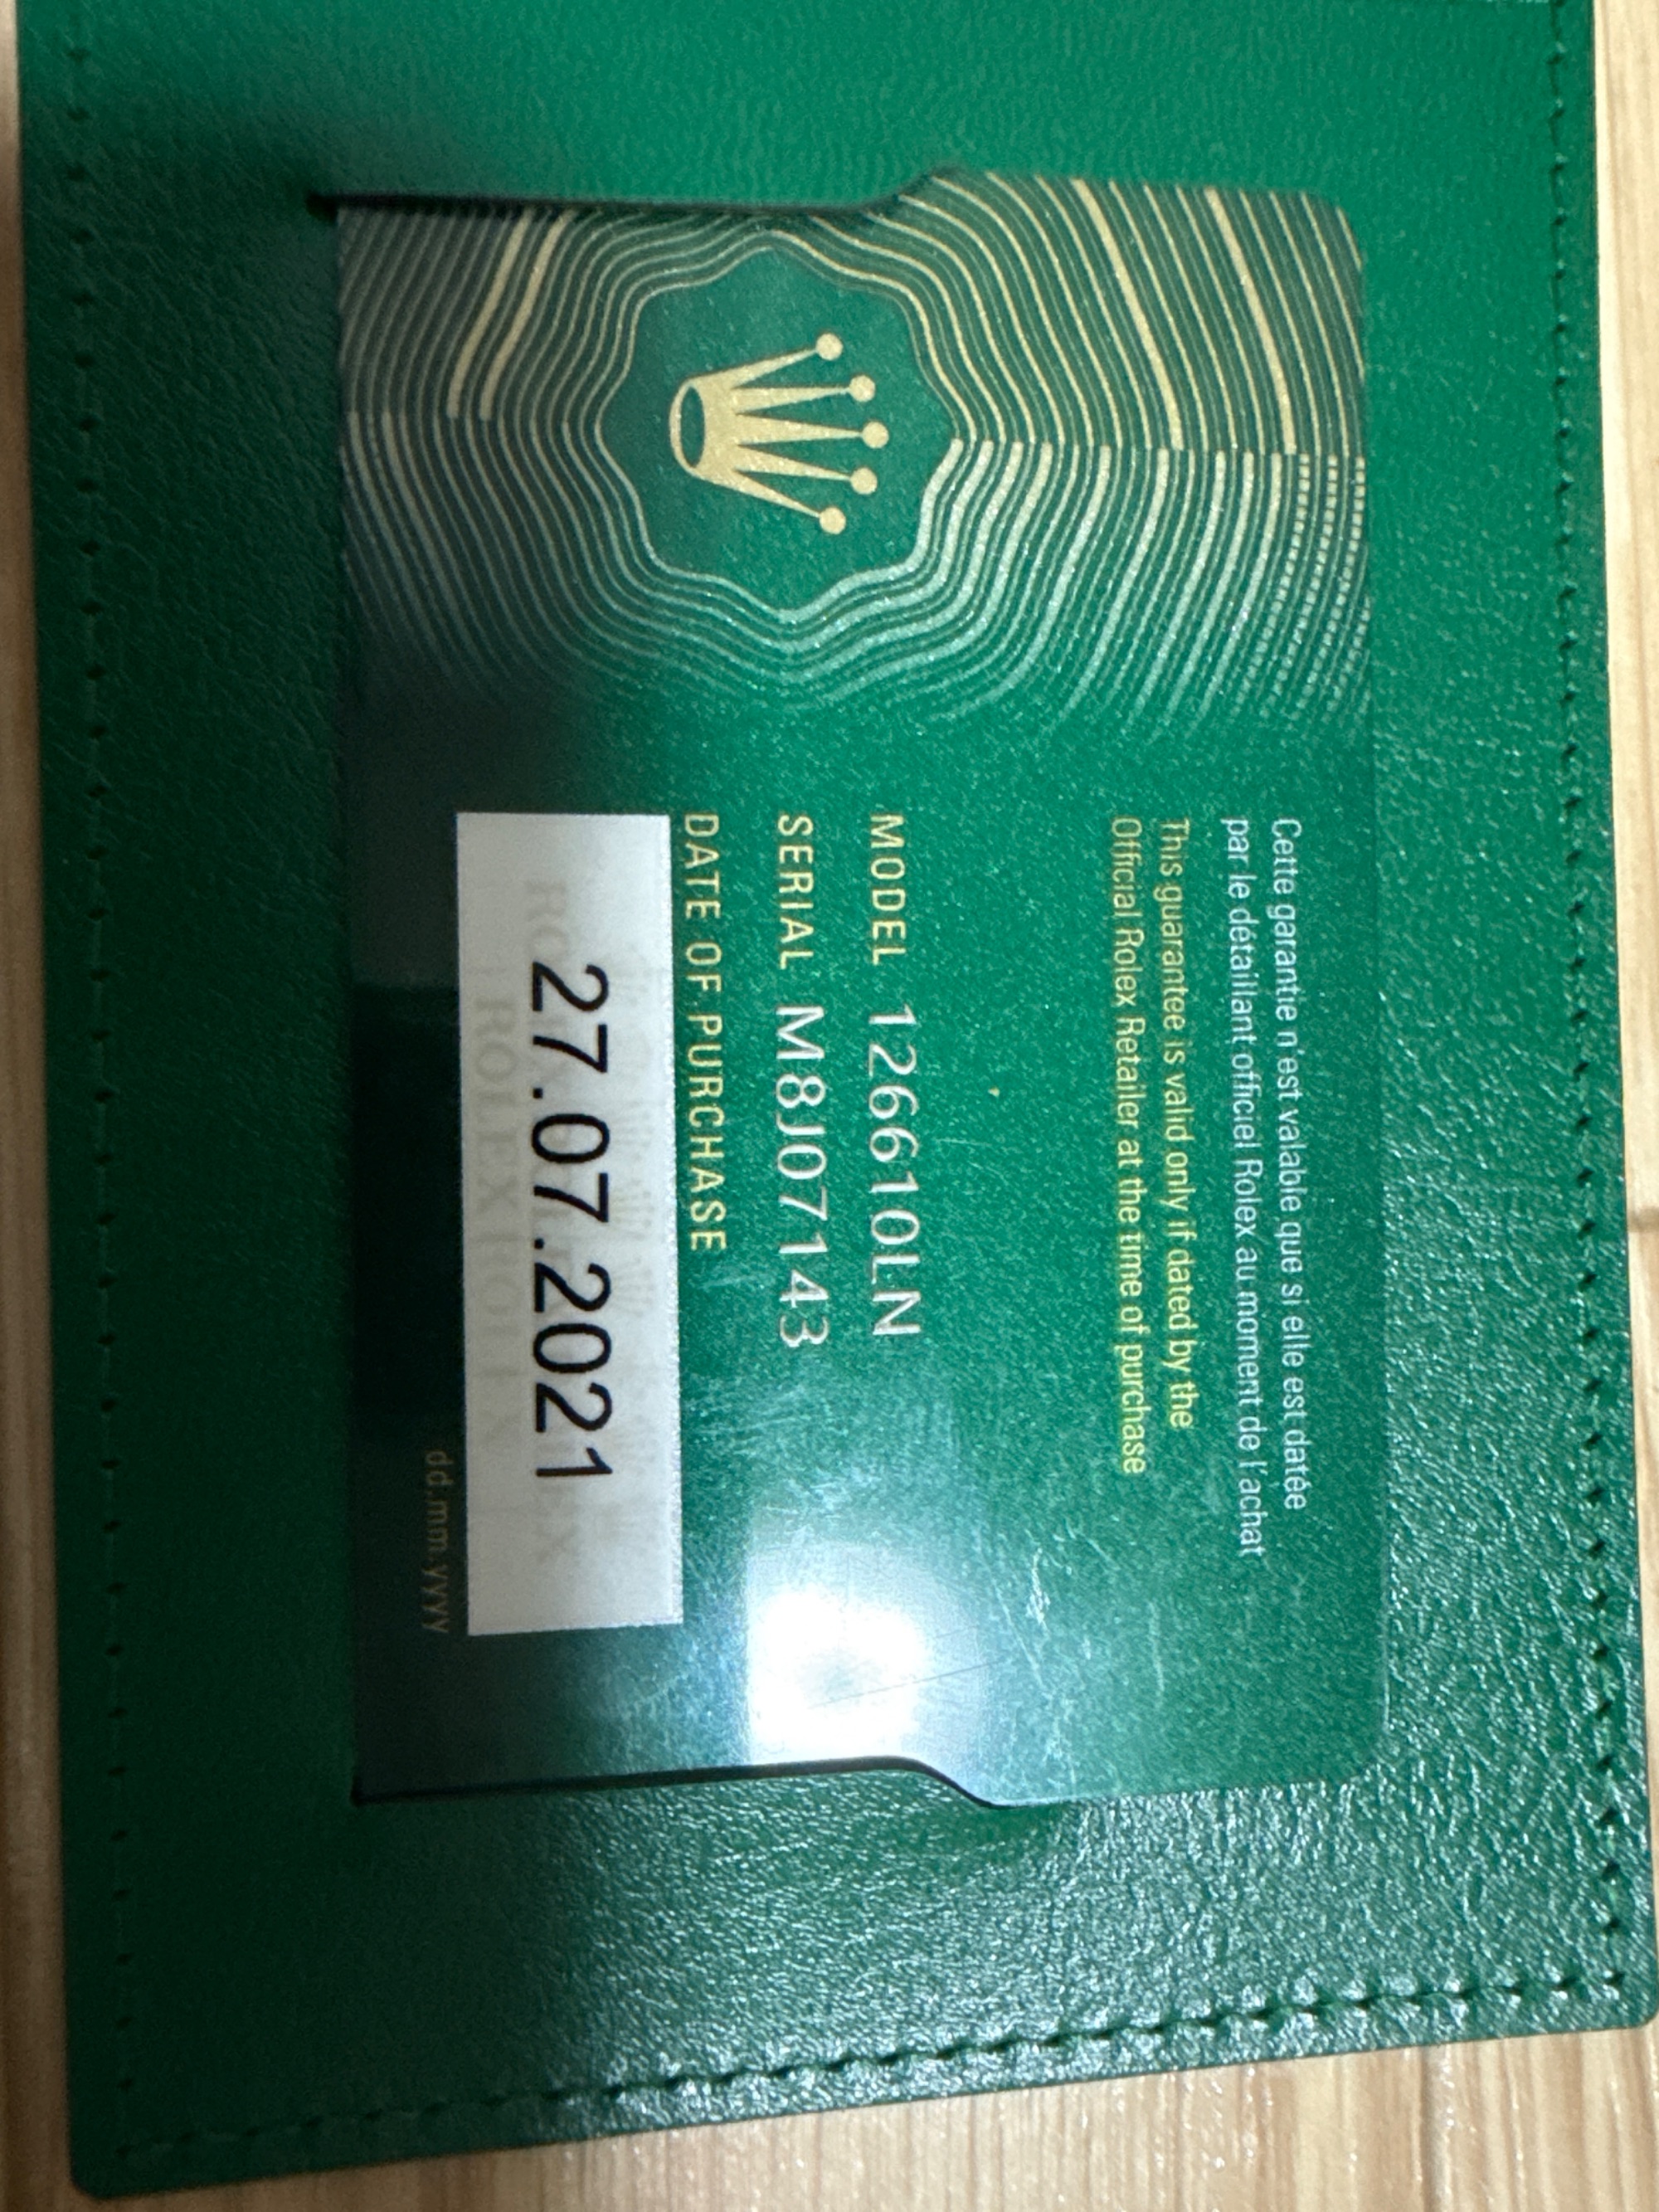 Cette garantie n'est valable que si elle est datée
par le détaillant officiel Rolex au moment de l'achat
This guarantee is valid only if dated by the
Official Rolex Retailer at the time of purchase
MODEL 126610LN
SERIAL M8J07143
DATE OF PURCHASE
27.07.2021
dd.mm.yyyy